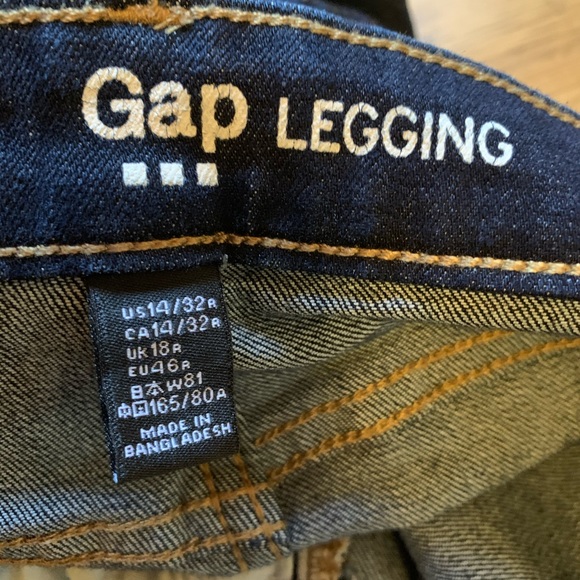 Gap LEGGING
US14/32R
CA14/32R
UK18R
EU46R
日本W81
中国165/80A
MADE IN
BANGLADESH